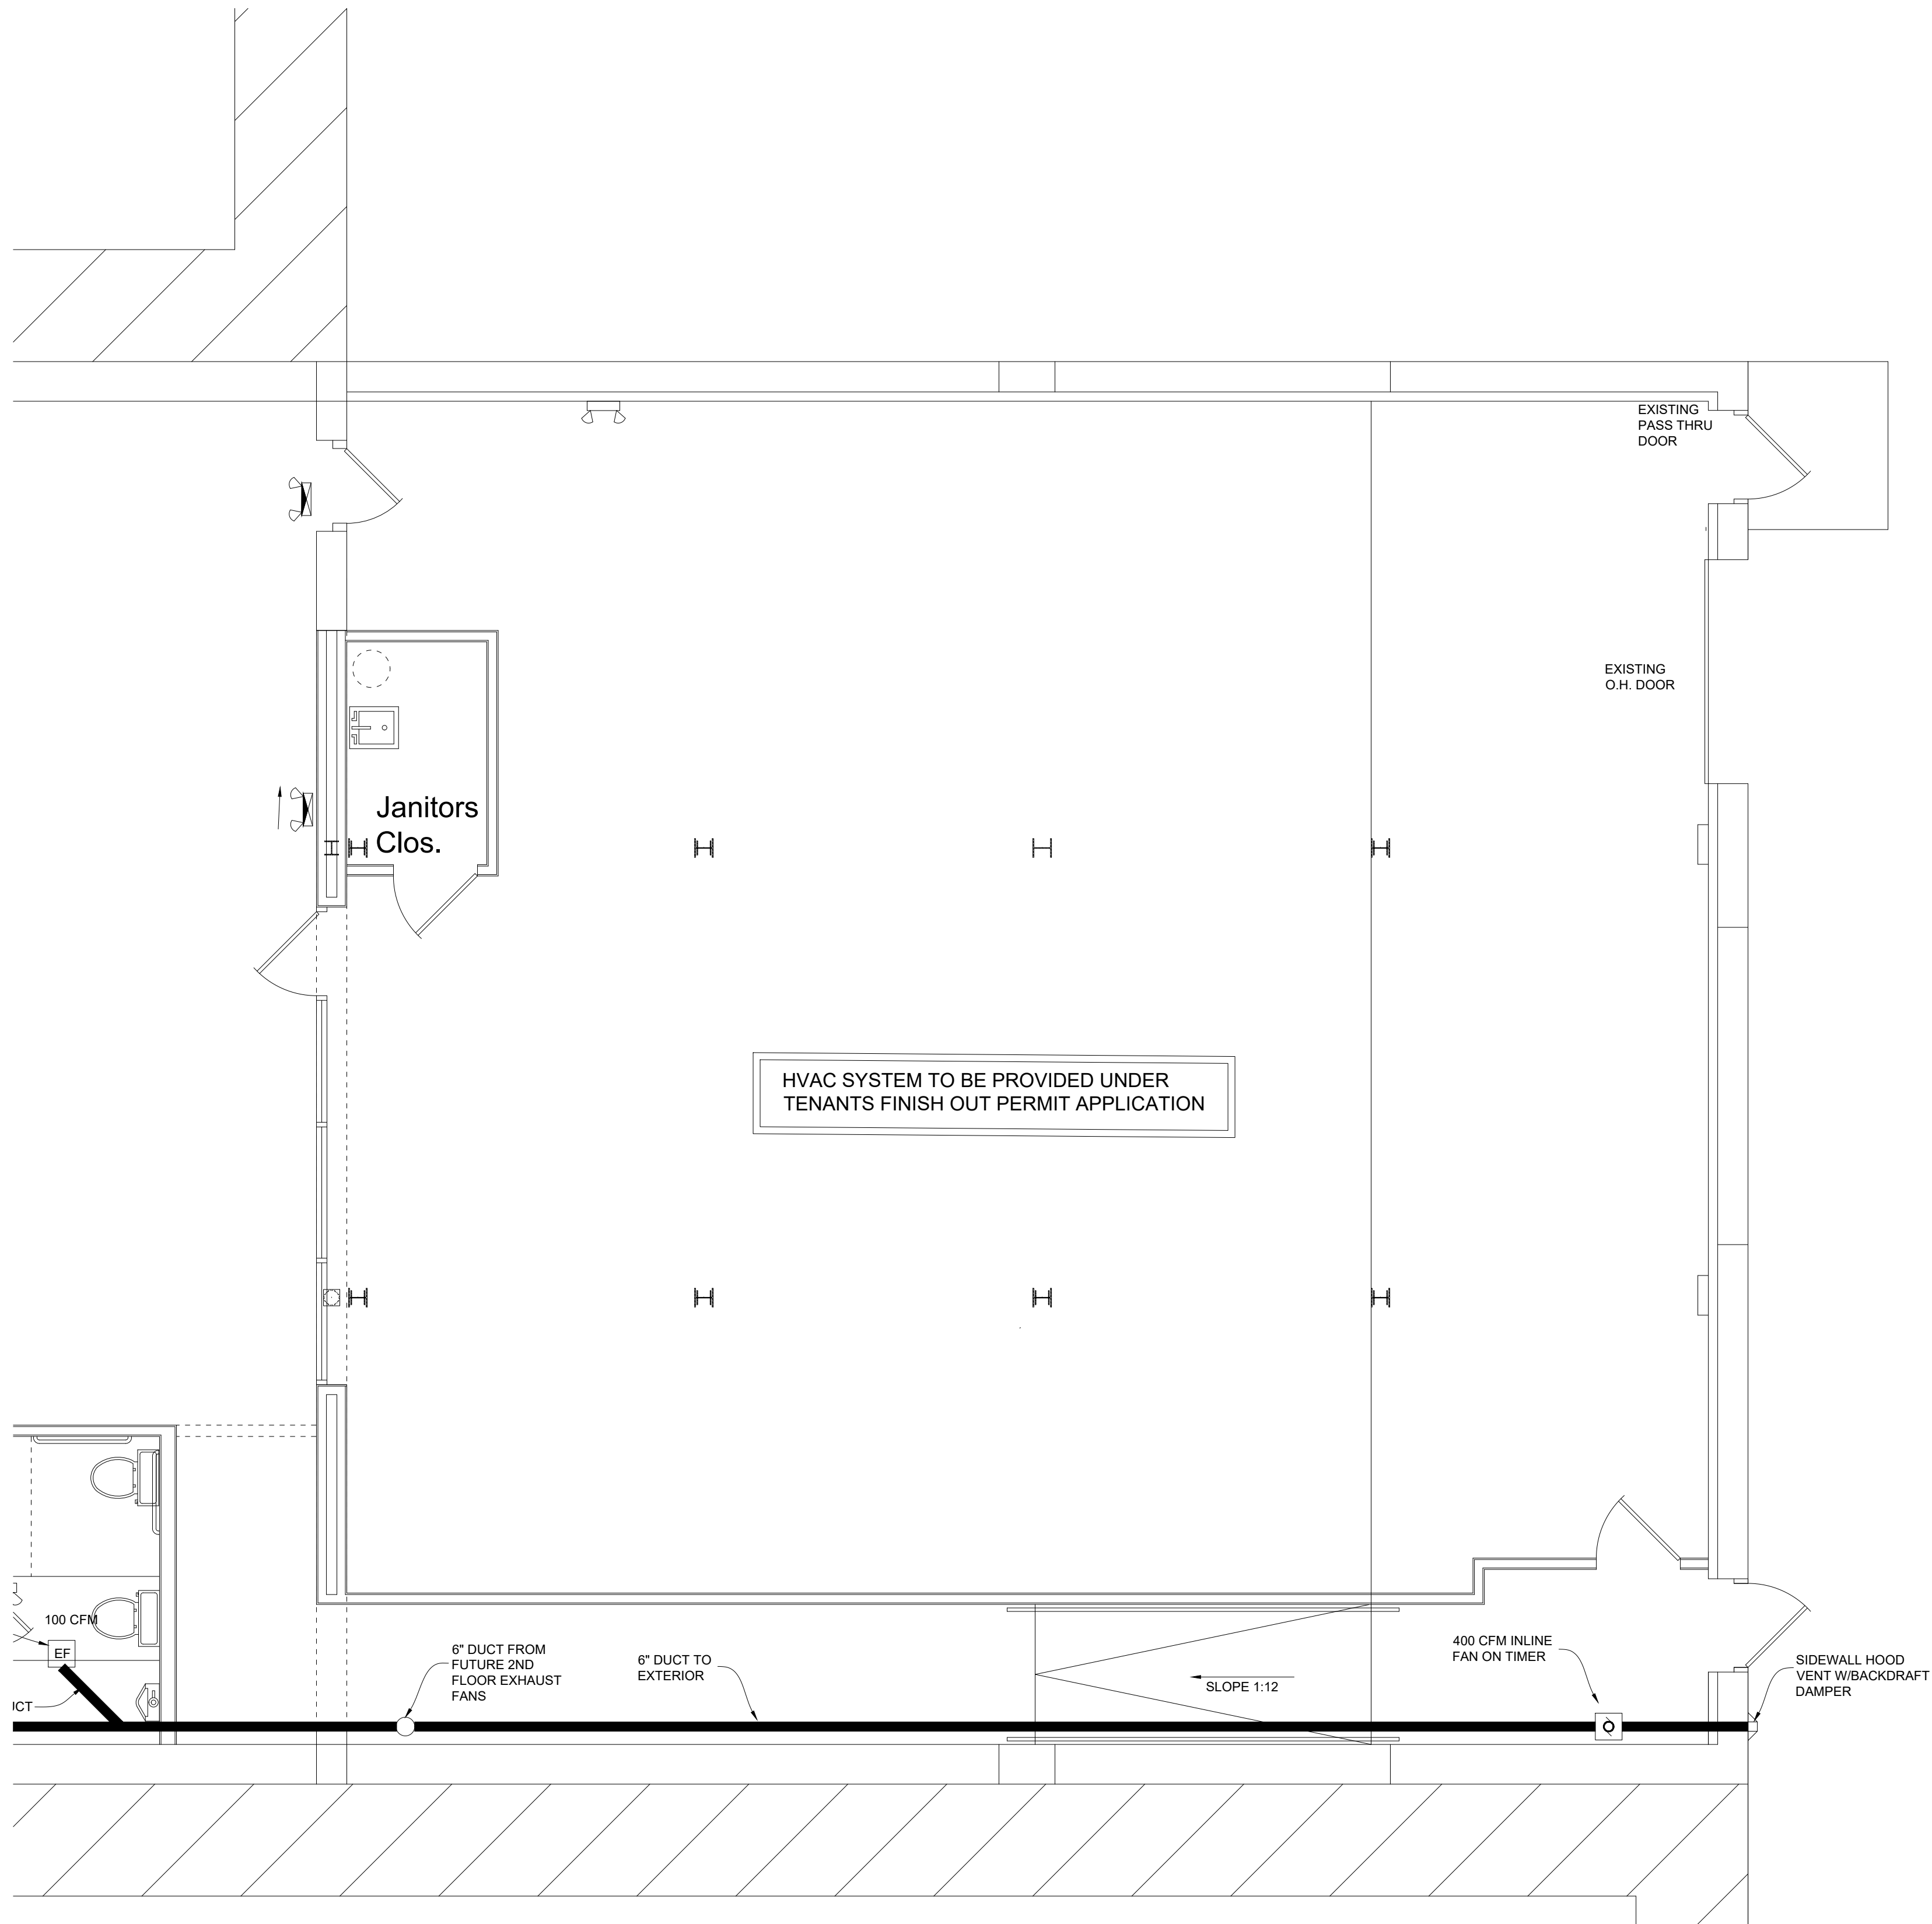 EXISTING
PASS THRU
DOOR
EXISTING
O.H. DOOR
Janitors
Clos.
HVAC SYSTEM TO BE PROVIDED UNDER
TENANTS FINISH OUT PERMIT APPLICATION
100 CFM
EF
6" DUCT FROM
FUTURE 2ND
FLOOR EXHAUST
FANS
6" DUCT TO
EXTERIOR
SLOPE 1:12
400 CFM INLINE
FAN ON TIMER
SIDEWALL HOOD
VENT W/BACKDRAFT
DAMPER